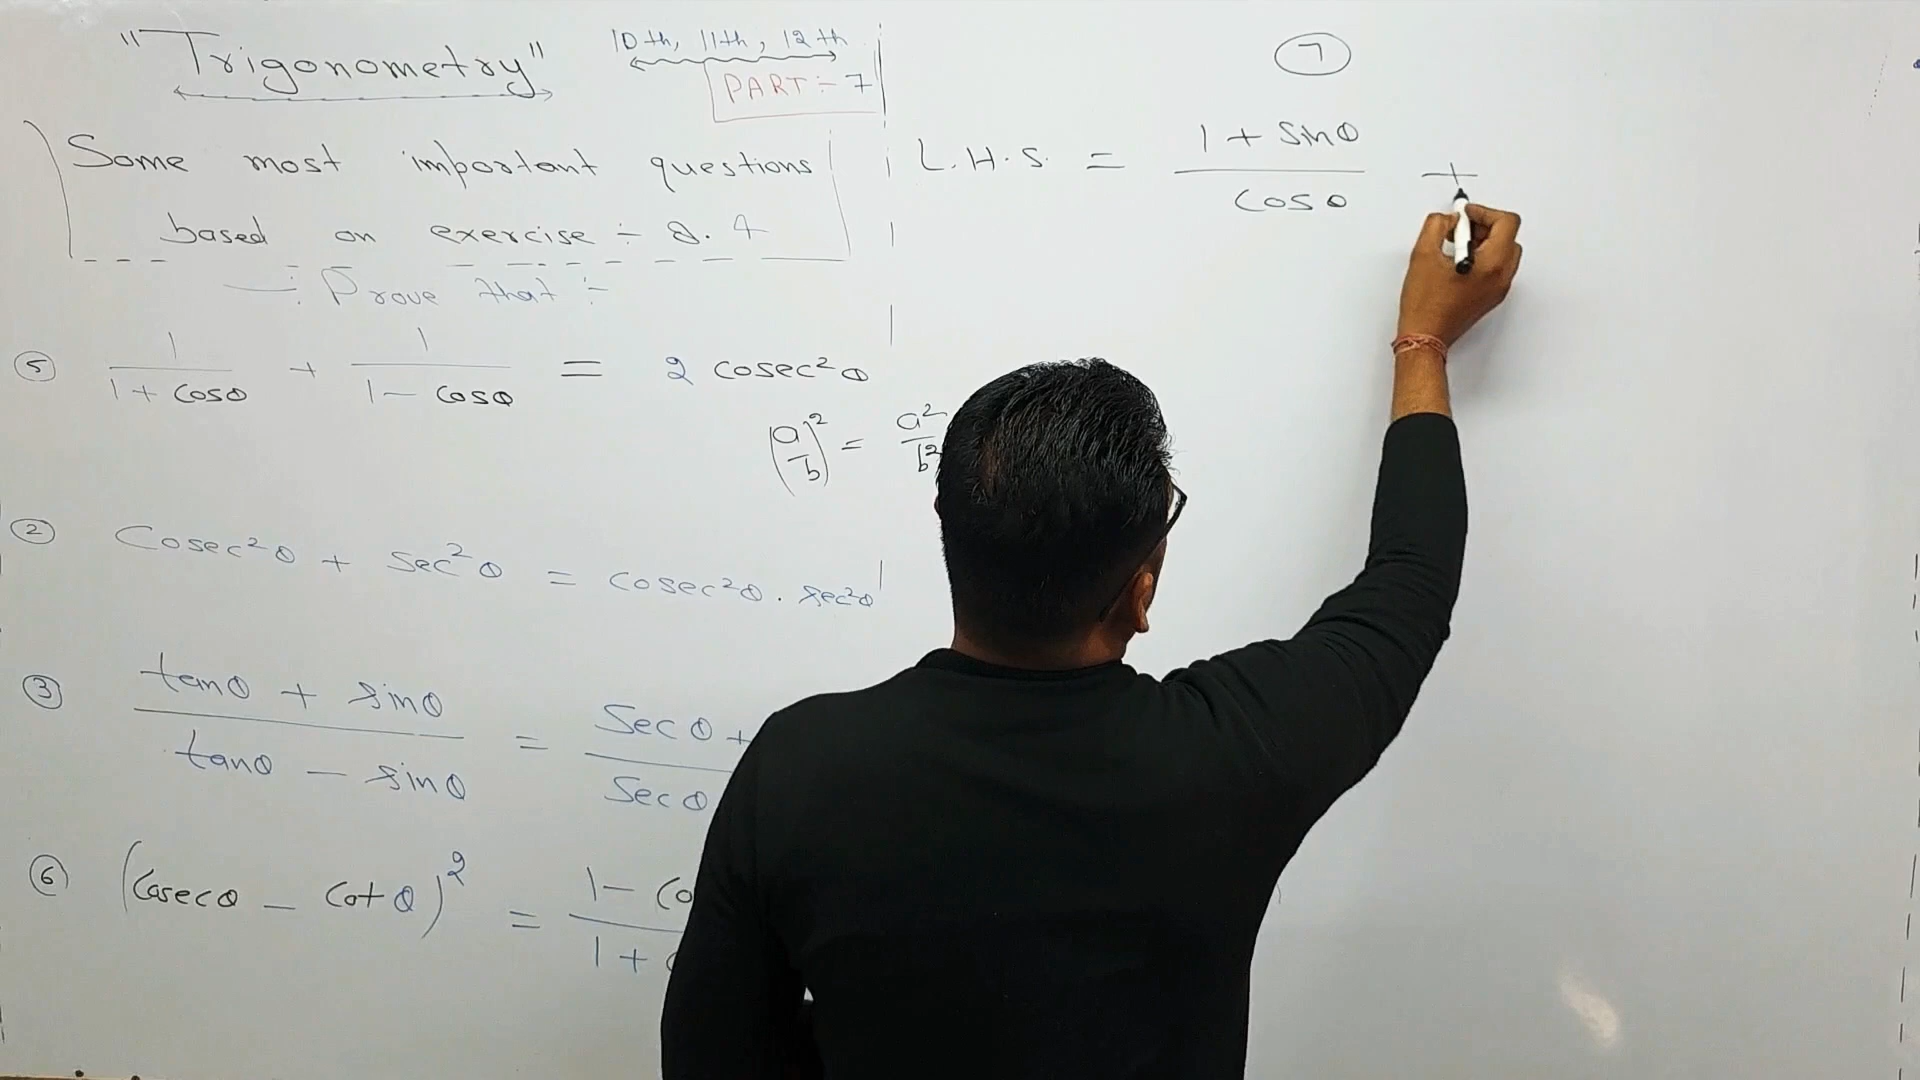 "Trigonometry"
10th, 11th, 12th
PART :- 7
Some most important questions
based on exercise ÷ 8.4
÷ Prove that ÷
⑤ 1/(1 + cosθ) + 1/(1 - cosθ) = 2 cosec²θ
(a/b)² = a²/b²
② Cosec²θ + sec²θ = cosec²θ . sec²θ
③ (tanθ + sinθ)/(tanθ - sinθ) = Secθ + / Secθ
⑥ (Cosecθ - Cotθ)² = 1 - / 1 +
⑦
L.H.S. = (1 + sinθ)/cosθ +